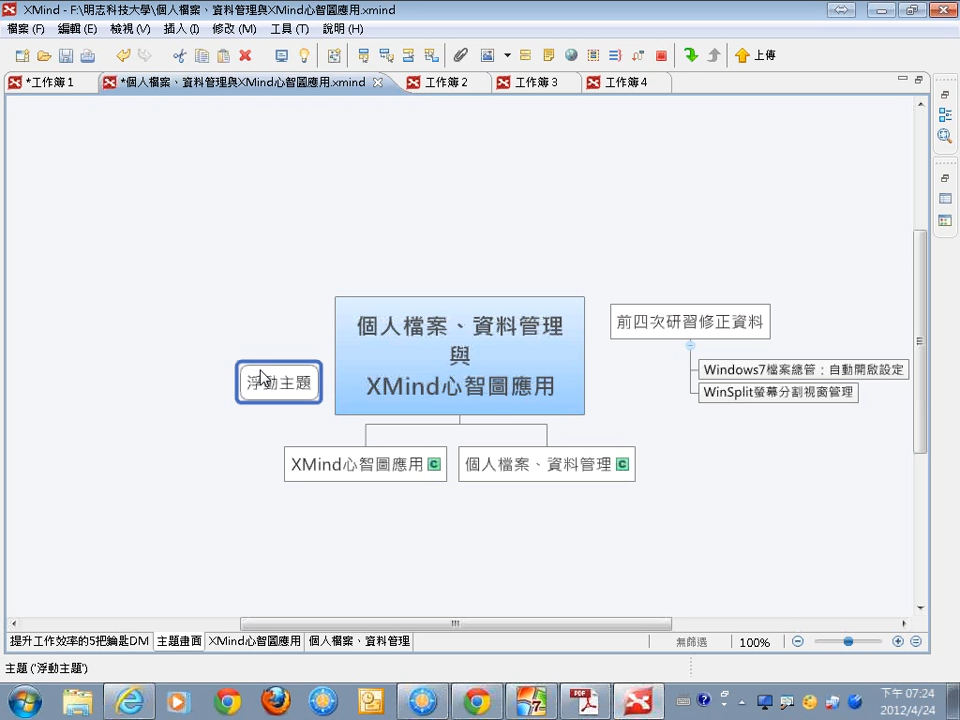 XMind - F:\明志科技大學\個人檔案、資料管理與XMind心智圖應用.xmind
檔案 (F) 編輯 (E) 檢視 (V) 插入 (I) 修改 (M) 工具 (T) 說明 (H)
上傳
*工作簿 1 *個人檔案、資料管理與XMind心智圖應用.xmind 工作簿 2 工作簿 3 工作簿 4
個人檔案、資料管理
與
XMind心智圖應用
前四次研習修正資料
Windows7檔案總管：自動開啟設定
WinSplit螢幕分割視窗管理
浮動主題
XMind心智圖應用 C
個人檔案、資料管理 C
提升工作效率的5把鑰匙DM 主題畫面 XMind心智圖應用 個人檔案、資料管理
無篩選 100%
主題 ('浮動主題')
下午 07:24
2012/4/24